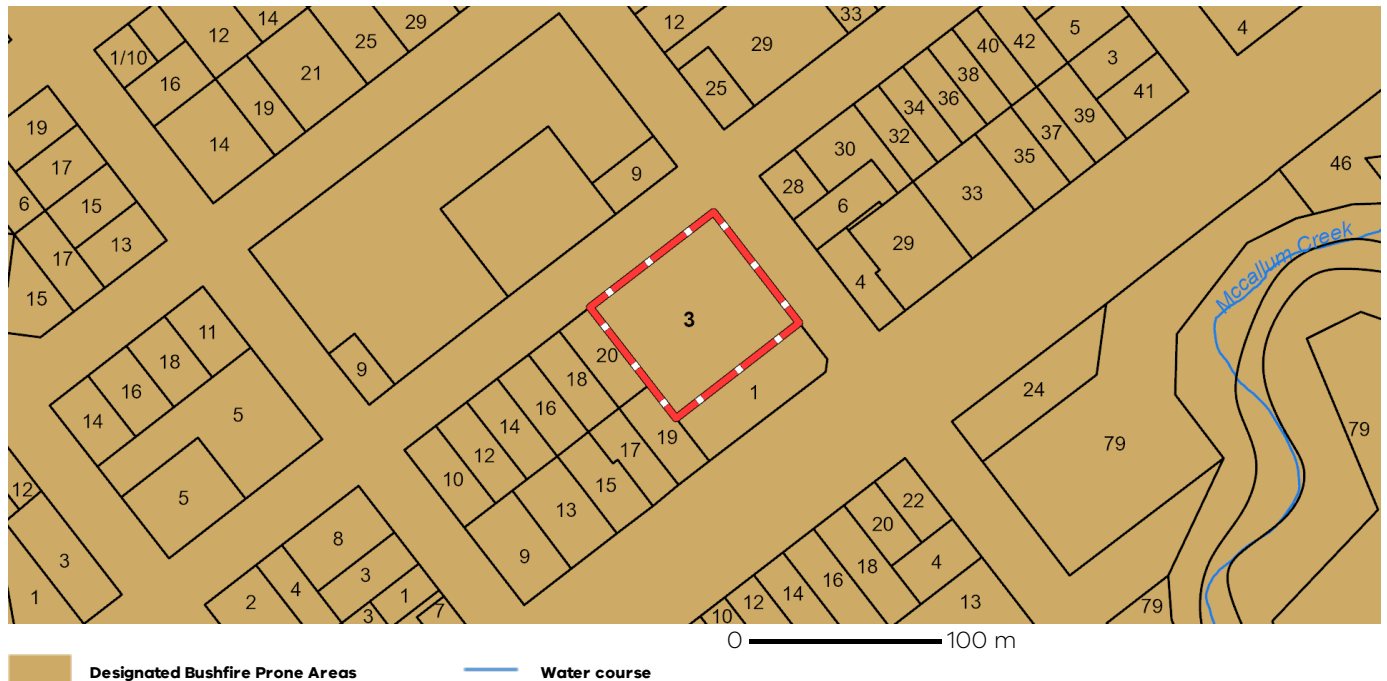 14 29 12 33
1/10 12 25 29 40 42 5 4
16 21 38 3
19 19 25 34 36 41
14 32 37 39
17 30 35 46
6 15 9 28 33
17 13 6 29
15 4 Mccallum Creek
11 3
18 20
16 9 18 1 24
14 5 16
14 19 79 79
12 17
10
5 15 22
12 13 20
3 8 9 18 4
3 16
1 2 4 1 14 13
3 7 12 79
10
0 100 m
Designated Bushfire Prone Areas Water course